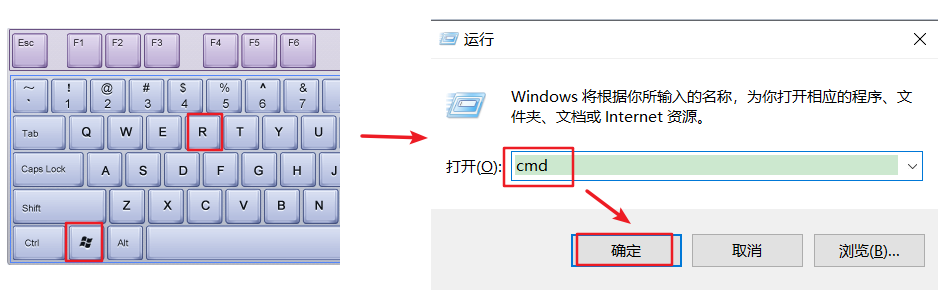 Esc F1 F2 F3 F4 F5 F6
~ ! @ # $ % ^ &
` 1 2 3 4 5 6 7
Tab Q W E R T Y U
Caps Lock A S D F G H J
Shift Z X C V B N
Ctrl Alt
运行
Windows 将根据你所输入的名称，为你打开相应的程序、文
件夹、文档或 Internet 资源。
打开(O): cmd
确定 取消 浏览(B)...